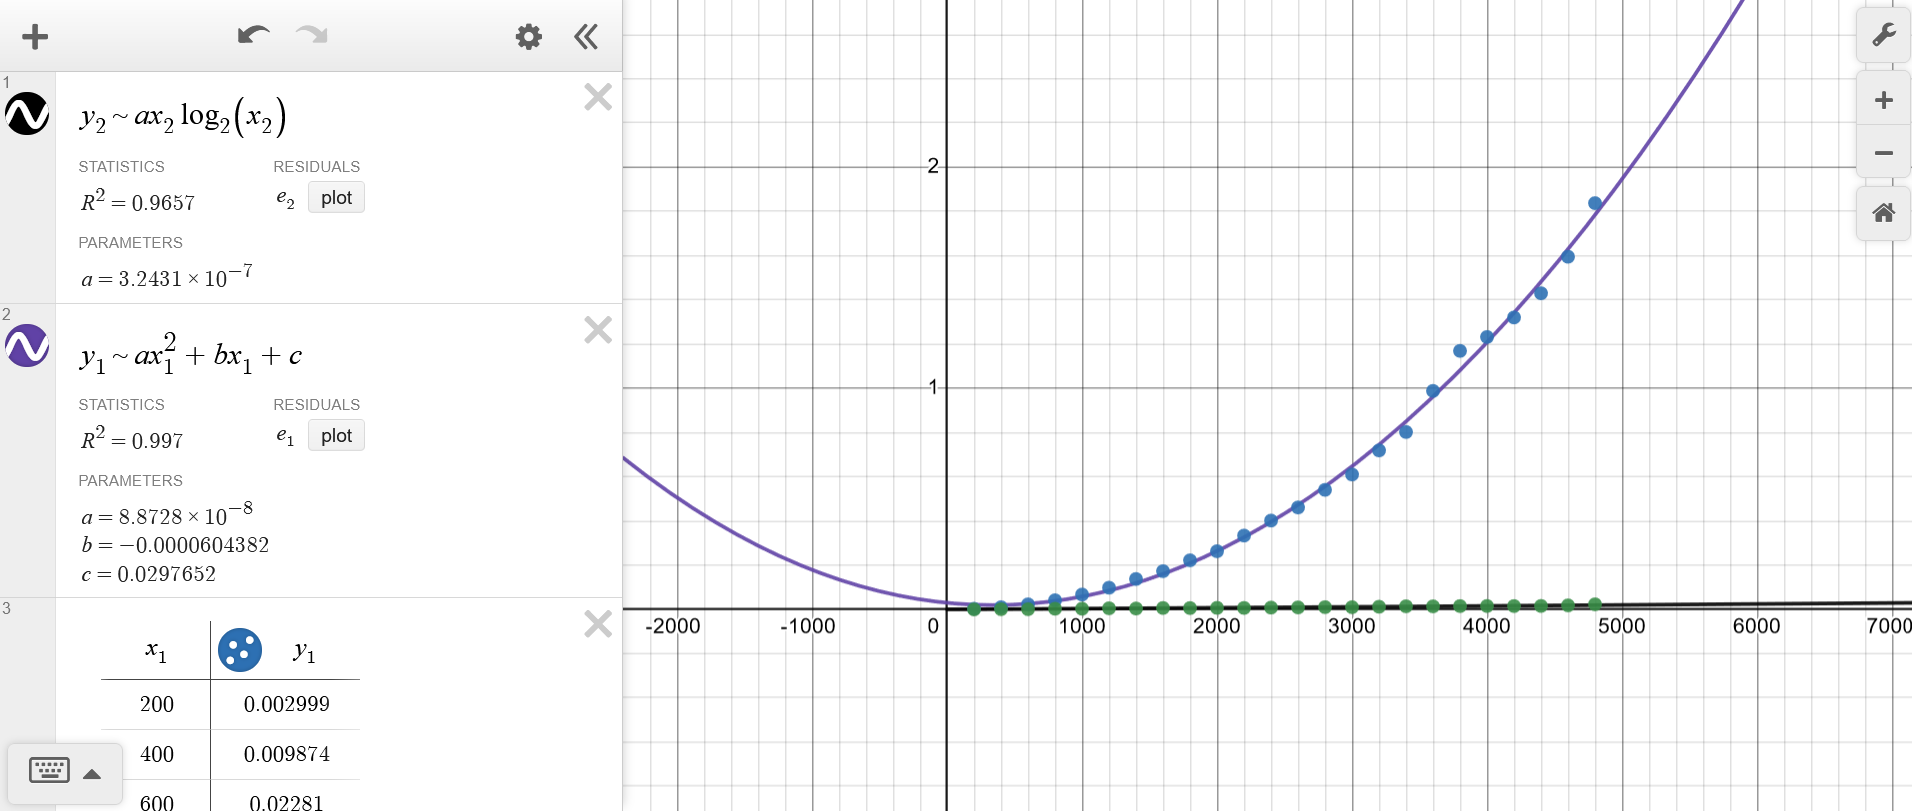 1
y₂ ~ ax₂ log₂(x₂)
STATISTICS RESIDUALS
R² = 0.9657 e₂ plot
PARAMETERS
a = 3.2431 × 10⁻⁷
2
y₁ ~ ax₁² + bx₁ + c
STATISTICS RESIDUALS
R² = 0.997 e₁ plot
PARAMETERS
a = 8.8728 × 10⁻⁸
b = −0.0000604382
c = 0.0297652
3
x₁ y₁
200 0.002999
400 0.009874
600 0.02281
2
1
-2000 -1000 0 1000 2000 3000 4000 5000 6000 7000